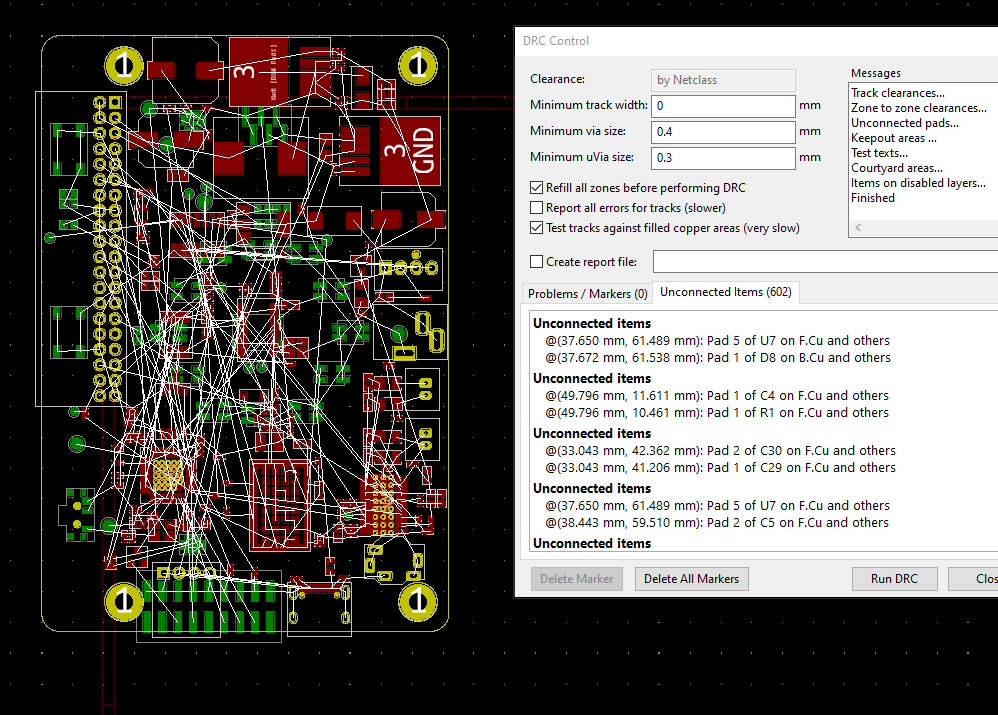 1
1
3
3
GND
1
1
DRC Control
Clearance:
by Netclass
Minimum track width:
0
mm
Minimum via size:
0.4
mm
Minimum uVia size:
0.3
mm
Refill all zones before performing DRC
Report all errors for tracks (slower)
Test tracks against filled copper areas (very slow)
Create report file:
Messages
Track clearances...
Zone to zone clearances...
Unconnected pads...
Keepout areas ...
Test texts...
Courtyard areas...
Items on disabled layers...
Finished
Problems / Markers (0)
Unconnected Items (602)
Unconnected items
@(37.650 mm, 61.489 mm): Pad 5 of U7 on F.Cu and others
@(37.672 mm, 61.538 mm): Pad 1 of D8 on B.Cu and others
Unconnected items
@(49.796 mm, 11.611 mm): Pad 1 of C4 on F.Cu and others
@(49.796 mm, 10.461 mm): Pad 1 of R1 on F.Cu and others
Unconnected items
@(33.043 mm, 42.362 mm): Pad 2 of C30 on F.Cu and others
@(33.043 mm, 41.206 mm): Pad 1 of C29 on F.Cu and others
Unconnected items
@(37.650 mm, 61.489 mm): Pad 5 of U7 on F.Cu and others
@(38.443 mm, 59.510 mm): Pad 2 of C5 on F.Cu and others
Unconnected items
Delete Marker
Delete All Markers
Run DRC
Clos